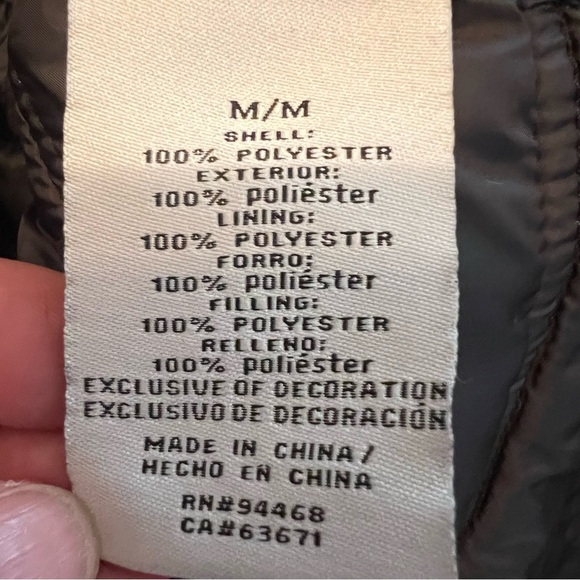 M/M
SHELL:
100% POLYESTER
EXTERIOR:
100% poliéster
LINING:
100% POLYESTER
FORRO:
100% poliéster
FILLING:
100% POLYESTER
RELLENO:
100% poliéster
EXCLUSIVE OF DECORATION
EXCLUSIVO DE DECORACIÓN
MADE IN CHINA/
HECHO EN CHINA
RN#94468
CA#63671